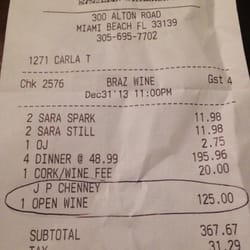 300 ALTON ROAD
MIAMI BEACH FL 33139
305-695-7702
1271 CARLA T
Chk 2576 BRAZ WINE Gst 4
Dec31'13 11:00PM
2 SARA SPARK 11.98
2 SARA STILL 11.98
1 OJ 2.75
4 DINNER @ 48.99 195.96
1 CORK/WINE FEE 20.00
J P CHENNEY
1 OPEN WINE 125.00
SUBTOTAL 367.67
TAX 31.29